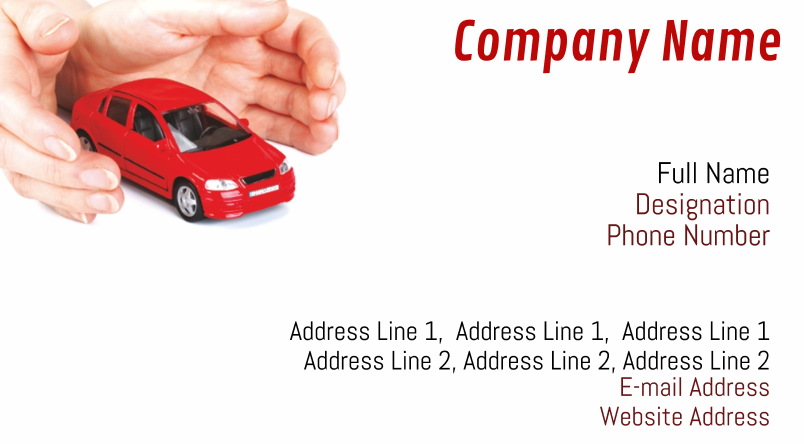 Company Name
Full Name
Designation
Phone Number
Address Line 1,  Address Line 1,  Address Line 1
Address Line 2, Address Line 2, Address Line 2
E-mail Address
Website Address